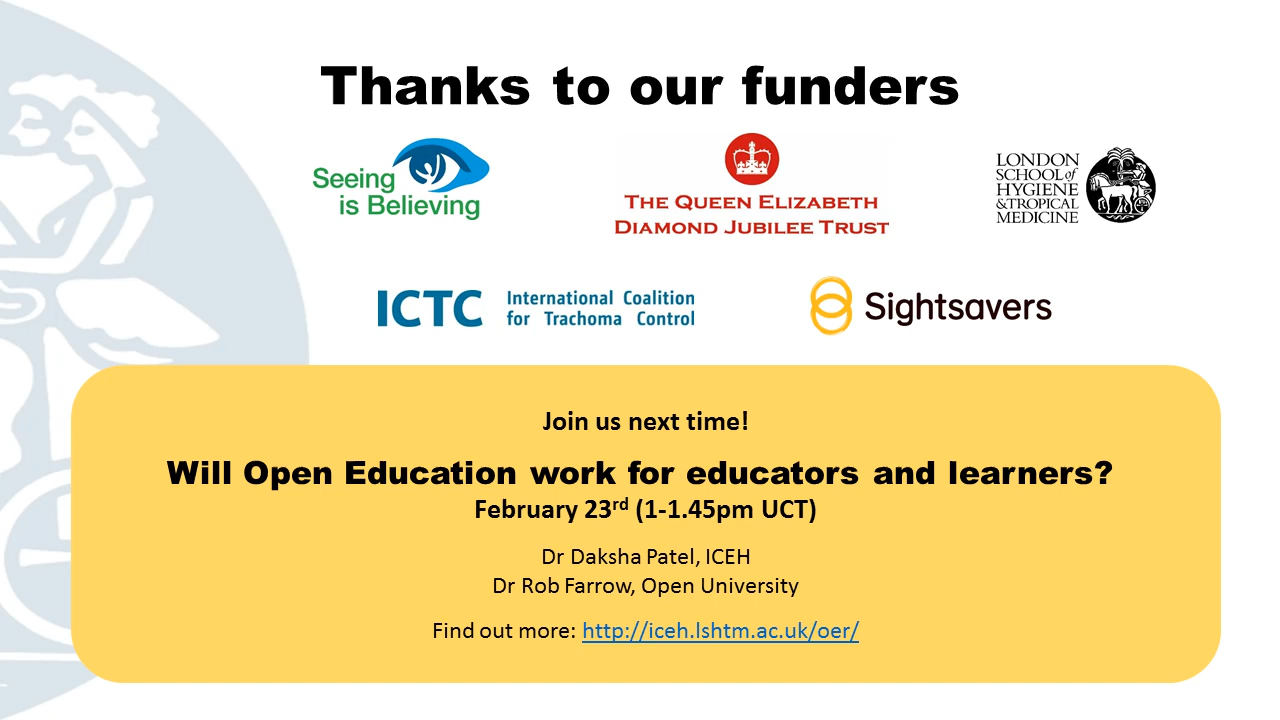 Thanks to our funders
Seeing
is Believing
THE QUEEN ELIZABETH
DIAMOND JUBILEE TRUST
LONDON
SCHOOL of
HYGIENE
& TROPICAL
MEDICINE
ICTC
International Coalition
for Trachoma Control
Sightsavers
Join us next time!
Will Open Education work for educators and learners?
February 23rd (1-1.45pm UCT)
Dr Daksha Patel, ICEH
Dr Rob Farrow, Open University
Find out more: http://iceh.lshtm.ac.uk/oer/